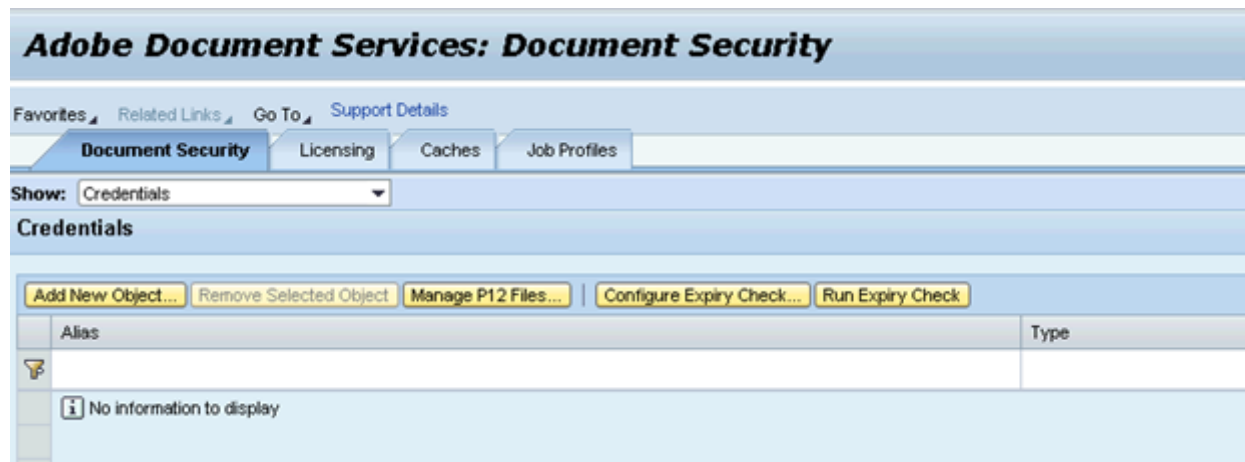 Adobe Document Services: Document Security
Favorites Related Links Go To Support Details
Document Security Licensing Caches Job Profiles
Show: Credentials
Credentials
Add New Object... Remove Selected Object Manage P12 Files... Configure Expiry Check... Run Expiry Check
Alias Type
No information to display